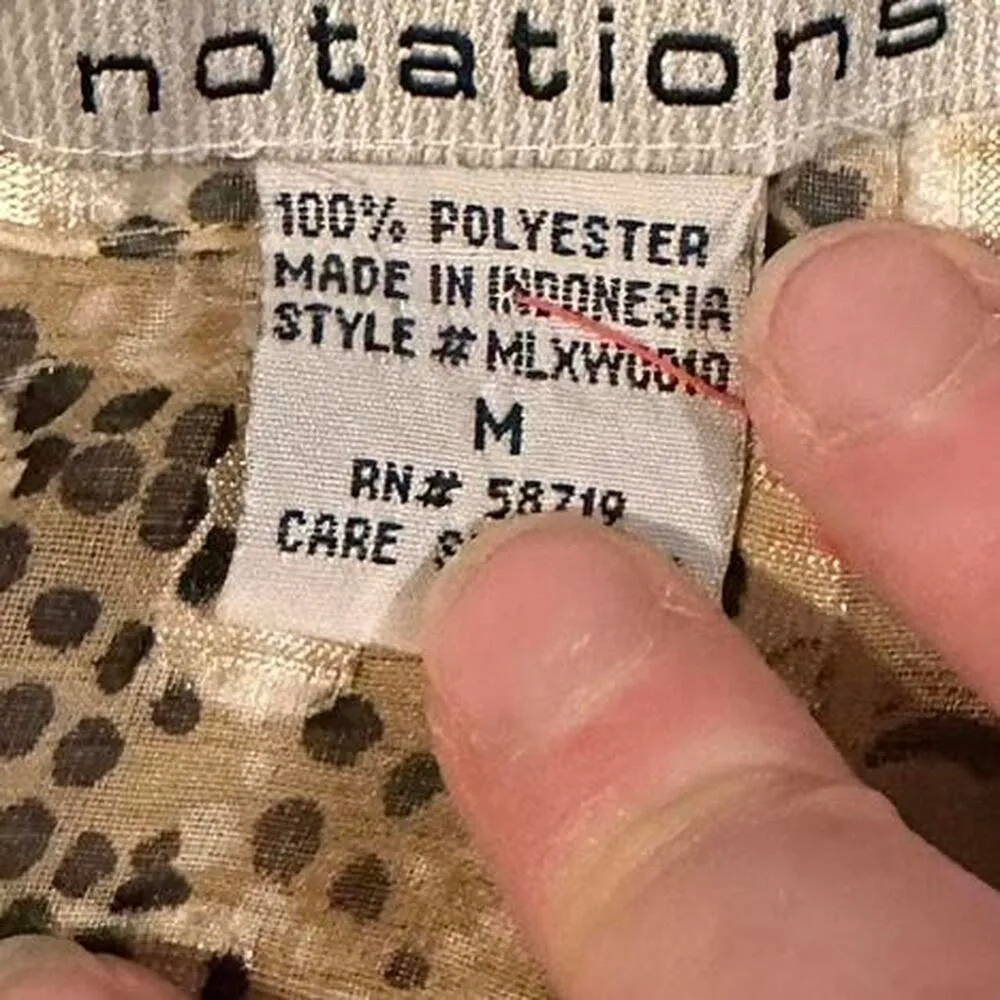 notations
100% POLYESTER
MADE IN INDONESIA
STYLE # MLXW0010
M
RN# 58719
CARE